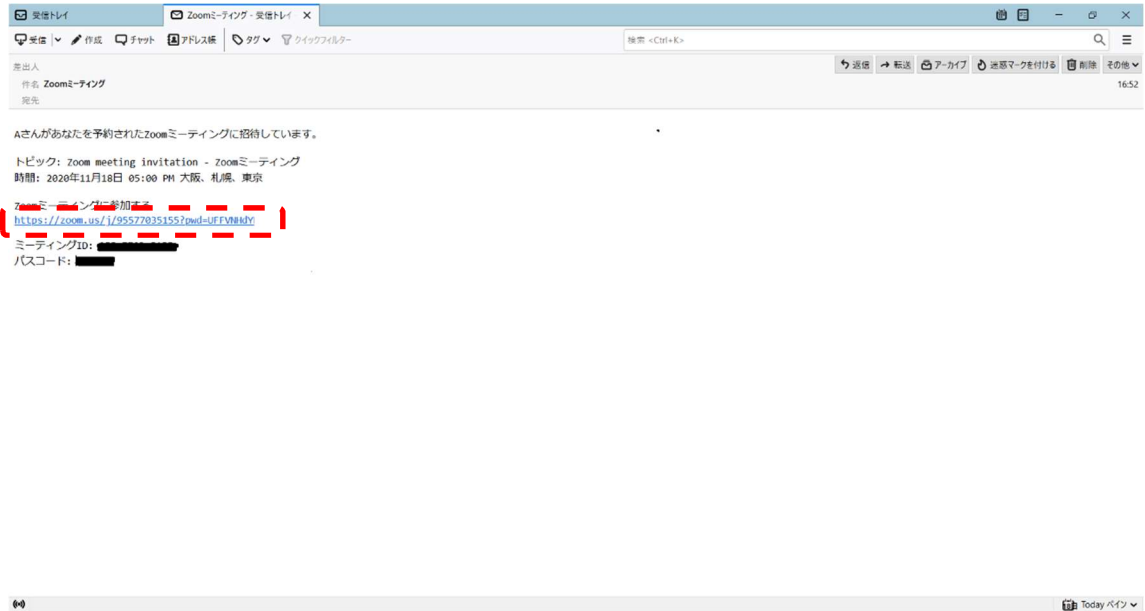 受信トレイ
Zoomミーティング - 受信トレイ
受信 作成 チャット アドレス帳 タグ クイックフィルター
検索 <Ctrl+K>
差出人
返信 転送 アーカイブ 迷惑マークを付ける 削除 その他
件名 Zoomミーティング
16:52
宛先
Aさんがあなたを予約されたZoomミーティングに招待しています。
トピック: Zoom meeting invitation - Zoomミーティング
時間: 2020年11月18日 05:00 PM 大阪、札幌、東京
Zoomミーティングに参加する
https://zoom.us/j/95577035155?pwd=UFFVNHdY
ミーティングID:
パスコード:
Today ペイン